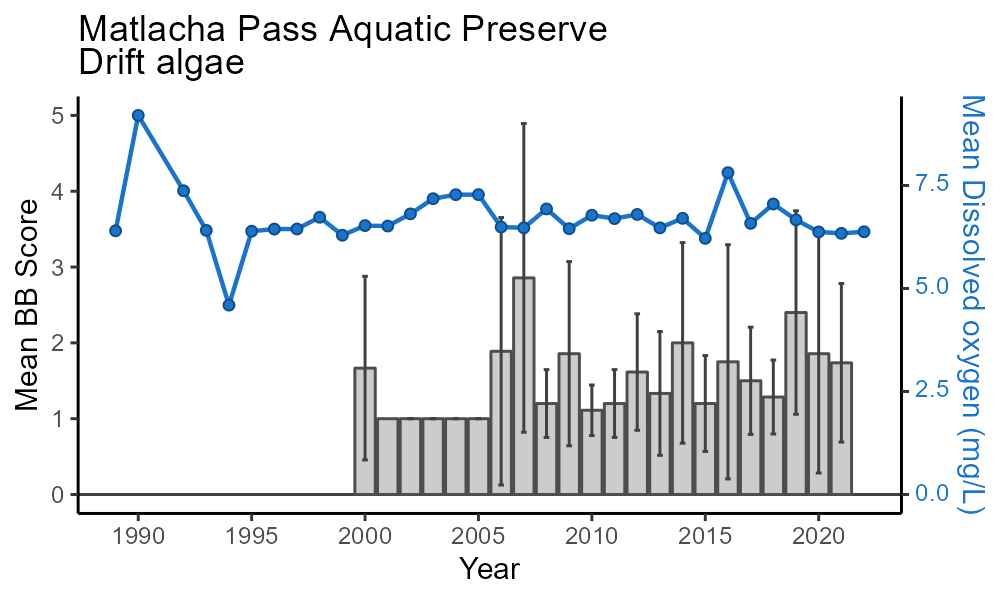 Matlacha Pass Aquatic Preserve
Drift algae
Mean BB Score
5
4
3
2
1
0
7.5
5.0
2.5
0.0
Mean Dissolved oxygen (mg/L)
1990 1995 2000 2005 2010 2015 2020
Year